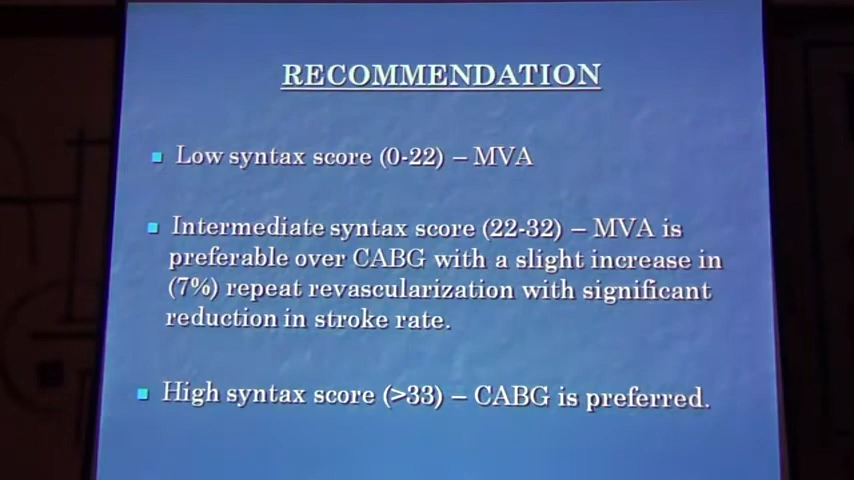 RECOMMENDATION
Low syntax score (0-22) – MVA
Intermediate syntax score (22-32) – MVA is
preferable over CABG with a slight increase in
(7%) repeat revascularization with significant
reduction in stroke rate.
High syntax score (>33) – CABG is preferred.